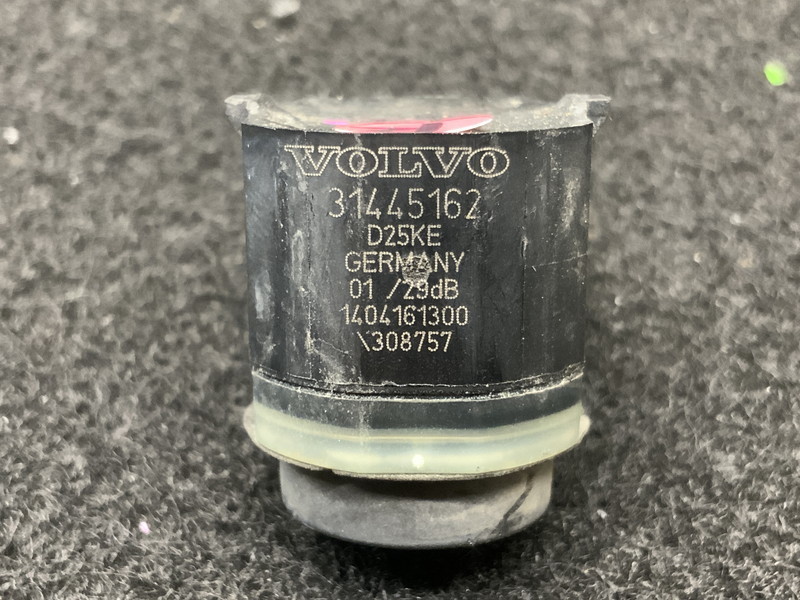 VOLVO
31445162
D25KE
GERMANY
01 /29dB
1404161300
\308757